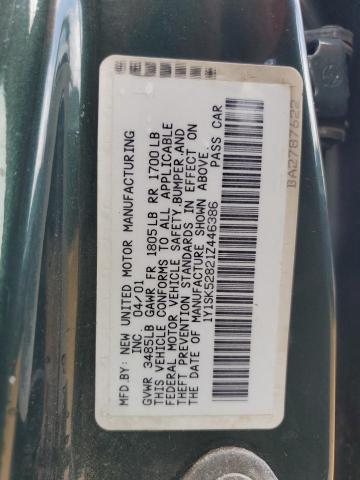 MFD.BY: NEW UNITED MOTOR MANUFACTURING
INC 04/01
GVWR 3485LB GAWR FR 1805LB RR 1700LB
THIS VEHICLE CONFORMS TO ALL APPLICABLE
FEDERAL MOTOR VEHICLE SAFETY,BUMPER,AND
THEFT PREVENTION STANDARDS IN EFFECT ON
THE DATE OF MANUFACTURE SHOWN ABOVE.
1Y1SK52821Z446386 PASS CAR
BA2787622